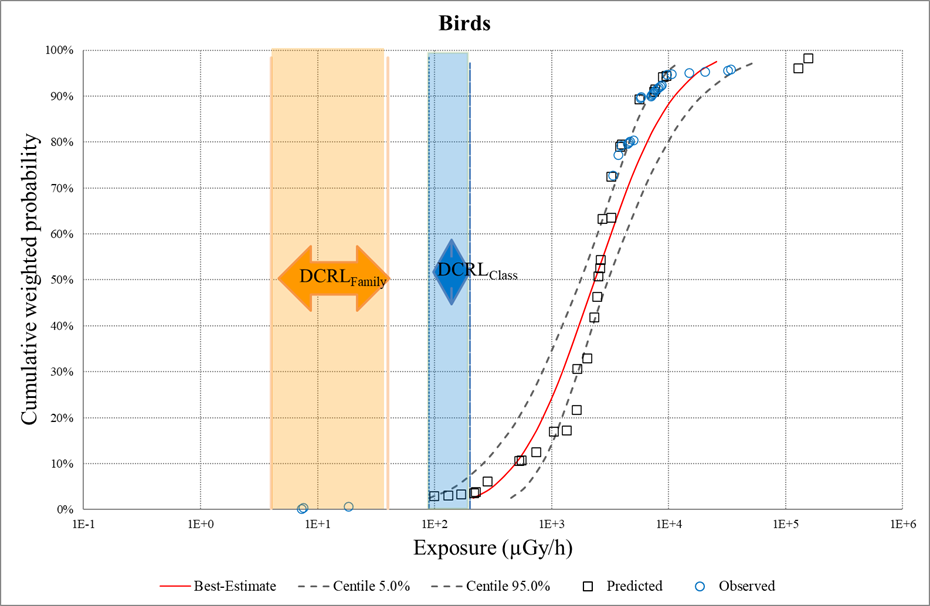 Birds
100%
90%
80%
70%
60%
50%
40%
30%
20%
10%
0%
Cumulative weighted probability
DCRLFamily
DCRLClass
1E-1 1E+0 1E+1 1E+2 1E+3 1E+4 1E+5 1E+6
Exposure (µGy/h)
Best-Estimate Centile 5.0% Centile 95.0% Predicted Observed